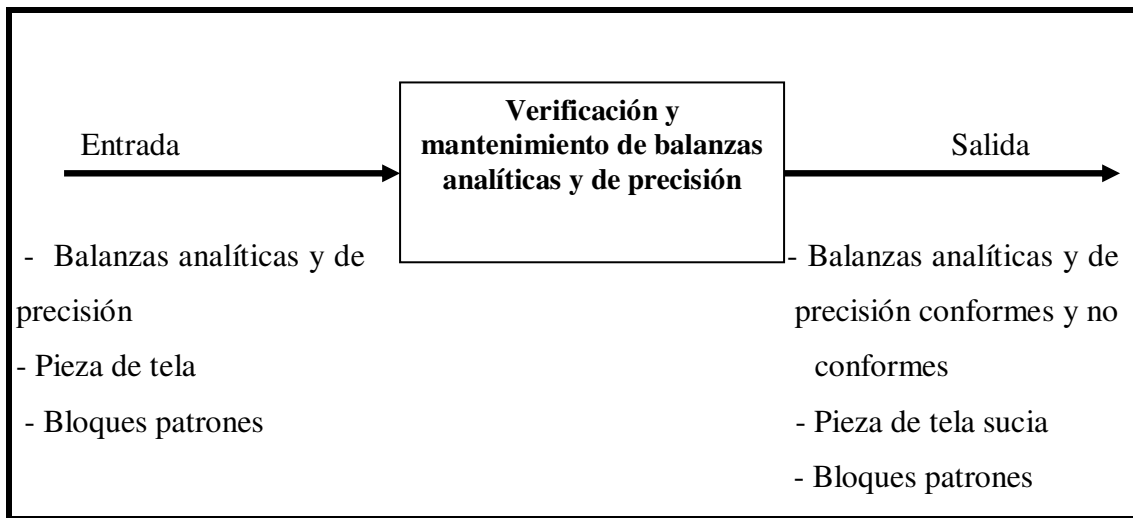 Entrada
Verificación y
mantenimiento de balanzas
analíticas y de precisión
Salida
- Balanzas analíticas y de
precisión
- Pieza de tela
- Bloques patrones
- Balanzas analíticas y de
precisión conformes y no
conformes
- Pieza de tela sucia
- Bloques patrones